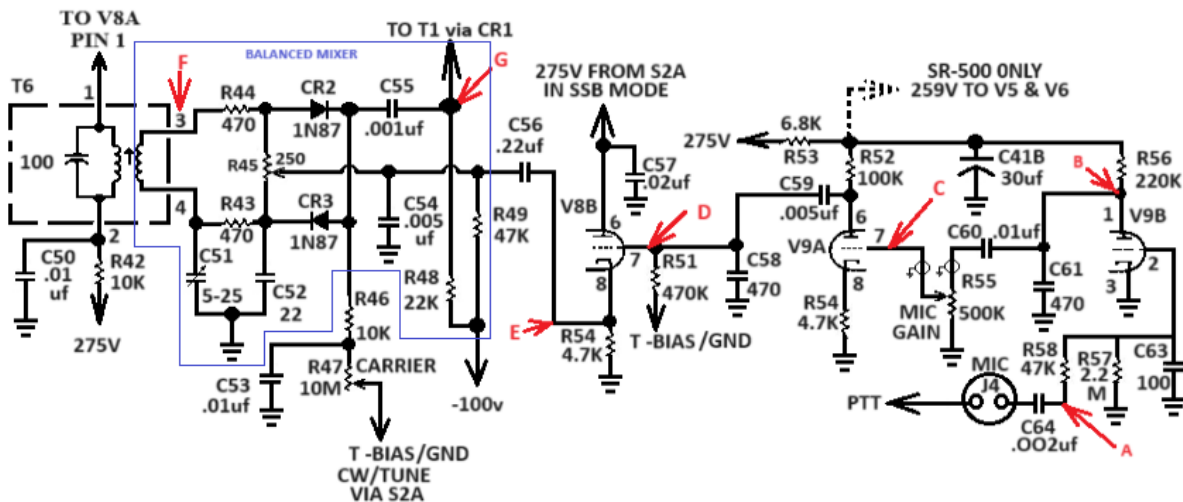 TO V8A
PIN 1
T6
1
100
3
4
2
C50
.01
uf
R42
10K
275V
F
BALANCED MIXER
R44
470
CR2
1N87
C55
.001uf
R45
250
R43
470
CR3
1N87
C51
5-25
C52
22
C54
.005
uf
R49
47K
R48
22K
R46
10K
R47
10M
CARRIER
C53
.01uf
T -BIAS/GND
CW/TUNE
VIA S2A
-100v
TO T1 via CR1
G
C56
.22uf
275V FROM S2A
IN SSB MODE
C57
.02uf
V8B
6
7
8
D
E
R54
4.7K
R51
470K
T -BIAS/GND
C58
470
C59
.005uf
SR-500 ONLY
259V TO V5 & V6
275V
6.8K
R53
R52
100K
C41B
30uf
R56
220K
B
C
6
7
V9A
8
R54
4.7K
C60
.01uf
R55
500K
MIC
GAIN
C61
470
1
V9B
2
3
R58
47K
R57
2.2
M
C63
100
MIC
J4
PTT
C64
.OO2uf
A